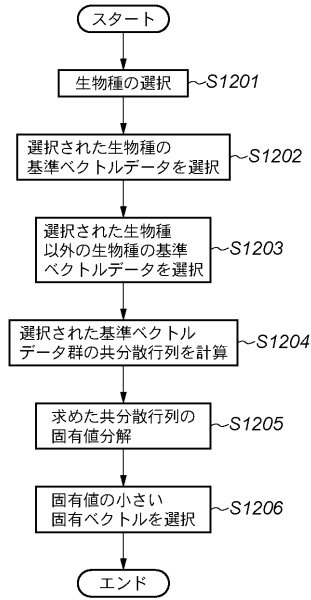 スタート
生物種の選択
S1201
選択された生物種の
基準ベクトルデータを選択
S1202
選択された生物種
以外の生物種の基準
ベクトルデータを選択
S1203
選択された基準ベクトル
データ群の共分散行列を計算
S1204
求めた共分散行列の
固有値分解
S1205
固有値の小さい
固有ベクトルを選択
S1206
エンド